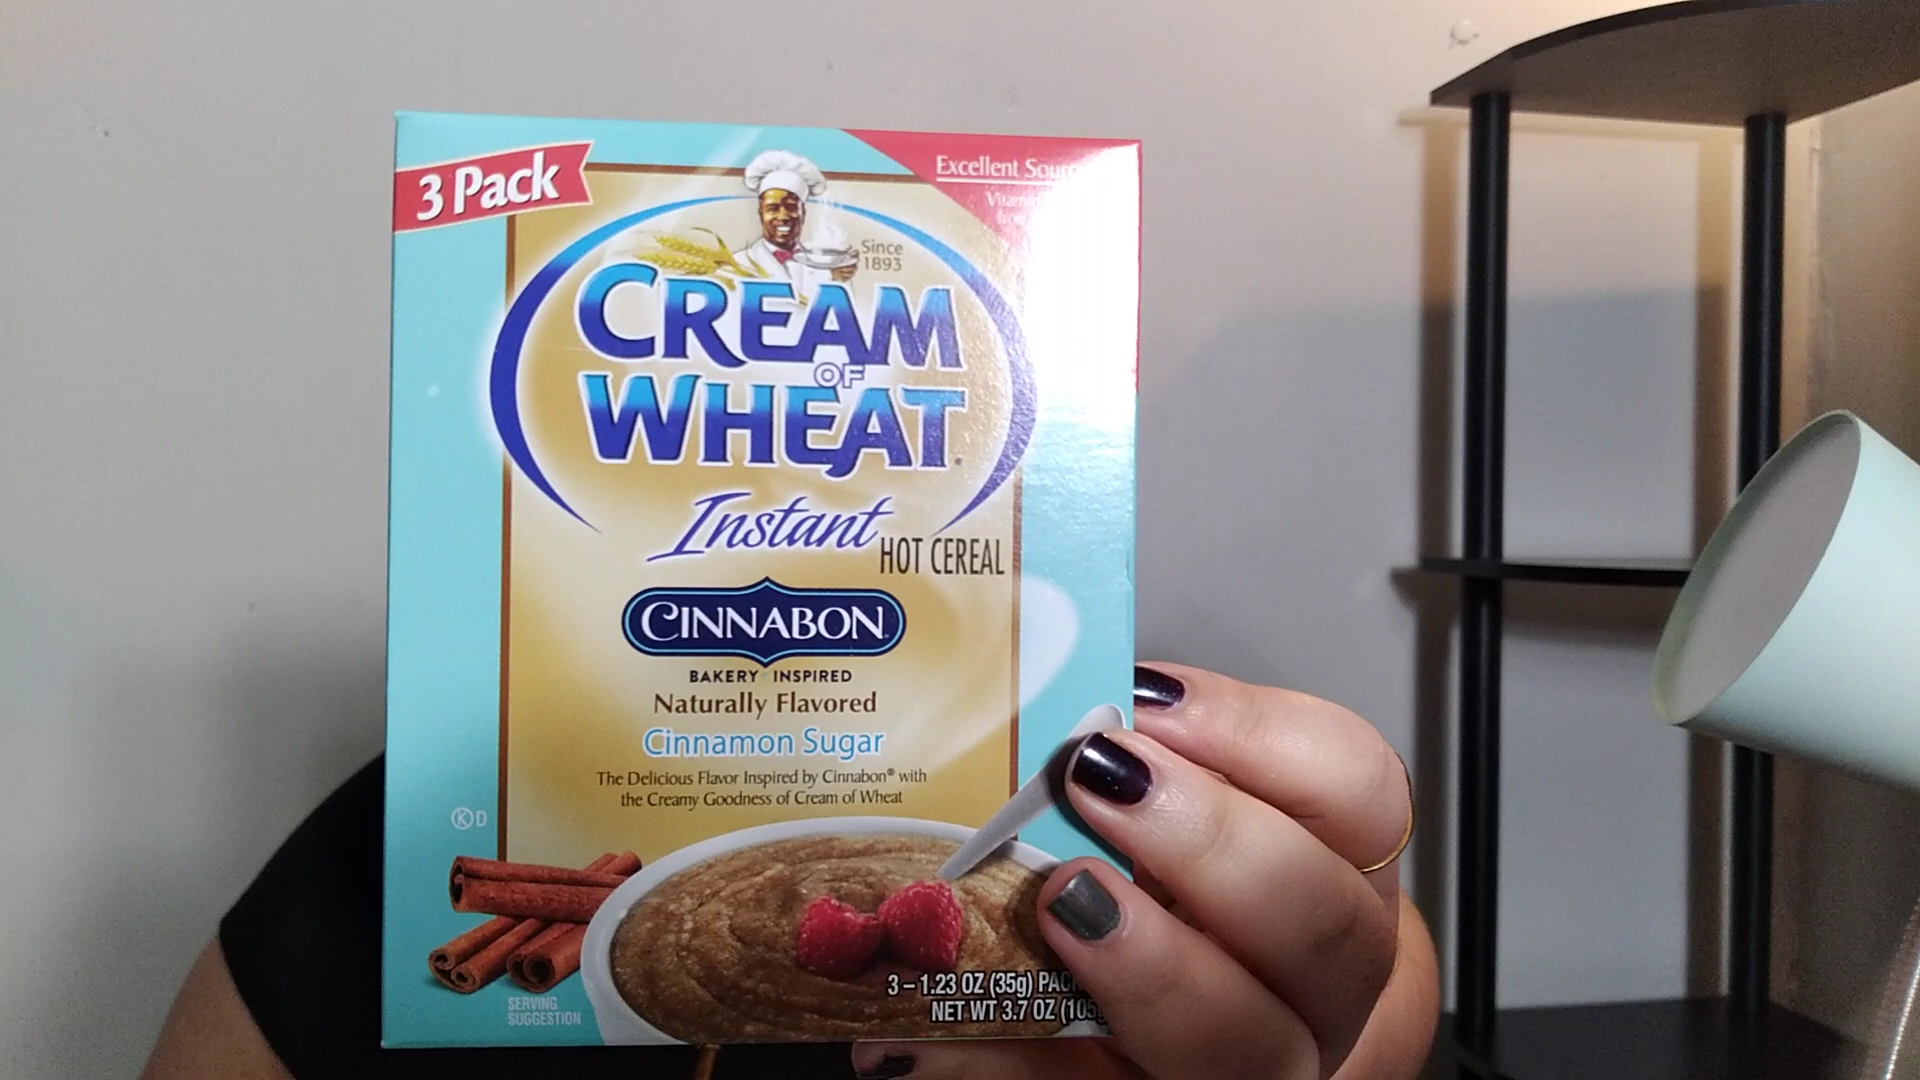 3 Pack
Excellent
Since
1893
CREAM
OF
WHEAT
Instant
HOT CEREAL
CINNABON
BAKERY INSPIRED
Naturally Flavored
Cinnamon Sugar
The Delicious Flavor Inspired by Cinnabon® with
the Creamy Goodness of Cream of Wheat
K D
SERVING
SUGGESTION
3 – 1.23 OZ (35g)
NET WT 3.7 OZ (105